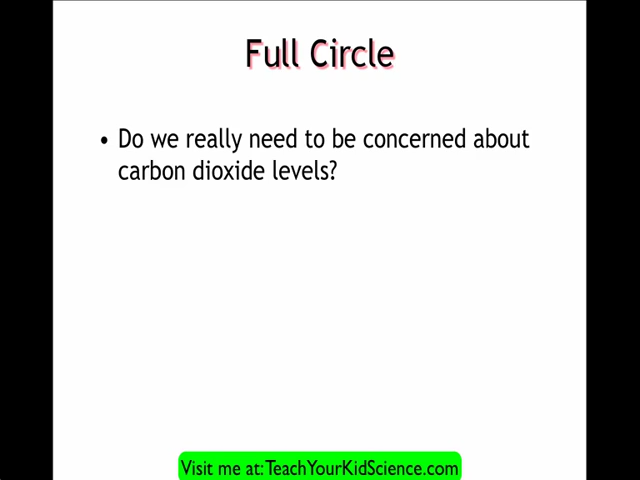 Full Circle
• Do we really need to be concerned about
carbon dioxide levels?
Visit me at: TeachYourKidScience.com